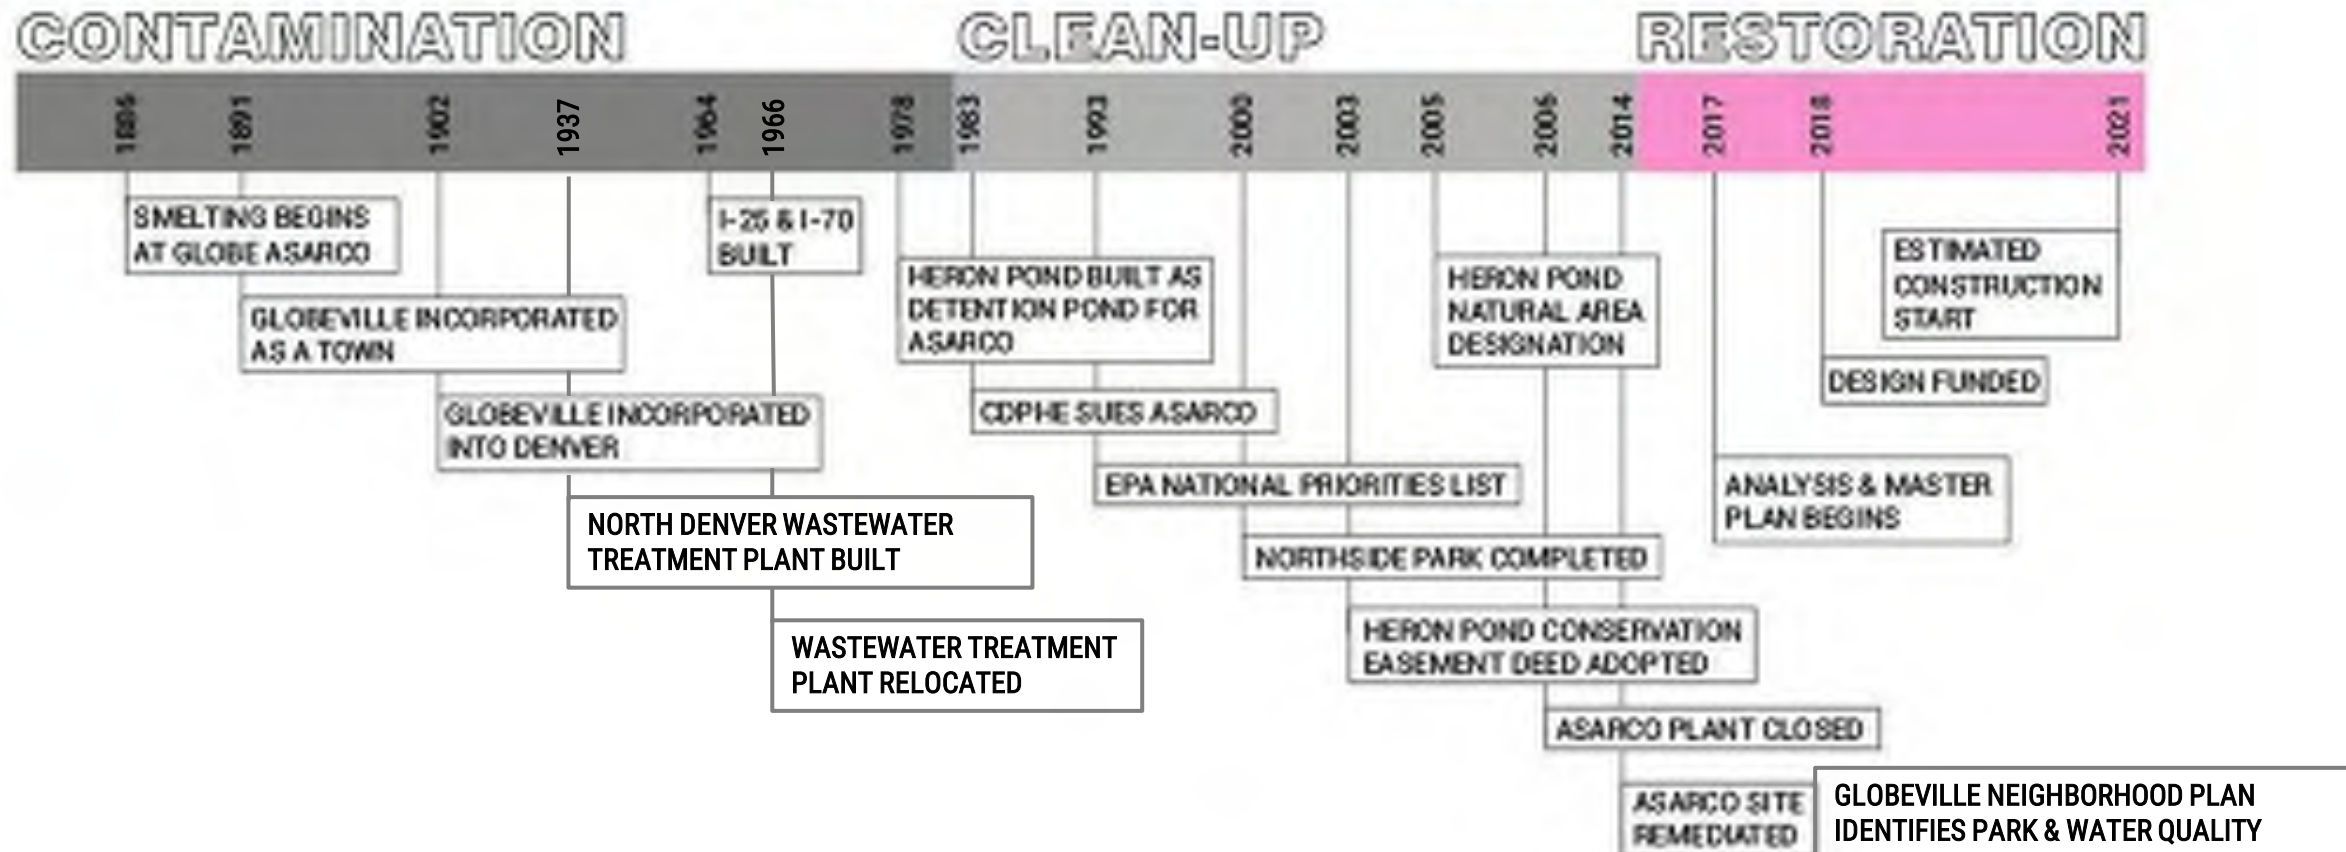 CONTAMINATION
CLEAN-UP
RESTORATION
1886
1891
1902
1937
1964
1966
1978
1983
1993
2000
2003
2005
2006
2014
2017
2018
2021
SMELTING BEGINS
AT GLOBE ASARCO
GLOBEVILLE INCORPORATED
AS A TOWN
GLOBEVILLE INCORPORATED
INTO DENVER
NORTH DENVER WASTEWATER
TREATMENT PLANT BUILT
I-25 & I-70
BUILT
WASTEWATER TREATMENT
PLANT RELOCATED
HERON POND BUILT AS
DETENTION POND FOR
ASARCO
CDPHE SUES ASARCO
EPA NATIONAL PRIORITIES LIST
NORTHSIDE PARK COMPLETED
HERON POND CONSERVATION
EASEMENT DEED ADOPTED
HERON POND
NATURAL AREA
DESIGNATION
ASARCO PLANT CLOSED
ASARCO SITE
REMEDIATED
GLOBEVILLE NEIGHBORHOOD PLAN
IDENTIFIES PARK & WATER QUALITY
ANALYSIS & MASTER
PLAN BEGINS
DESIGN FUNDED
ESTIMATED
CONSTRUCTION
START